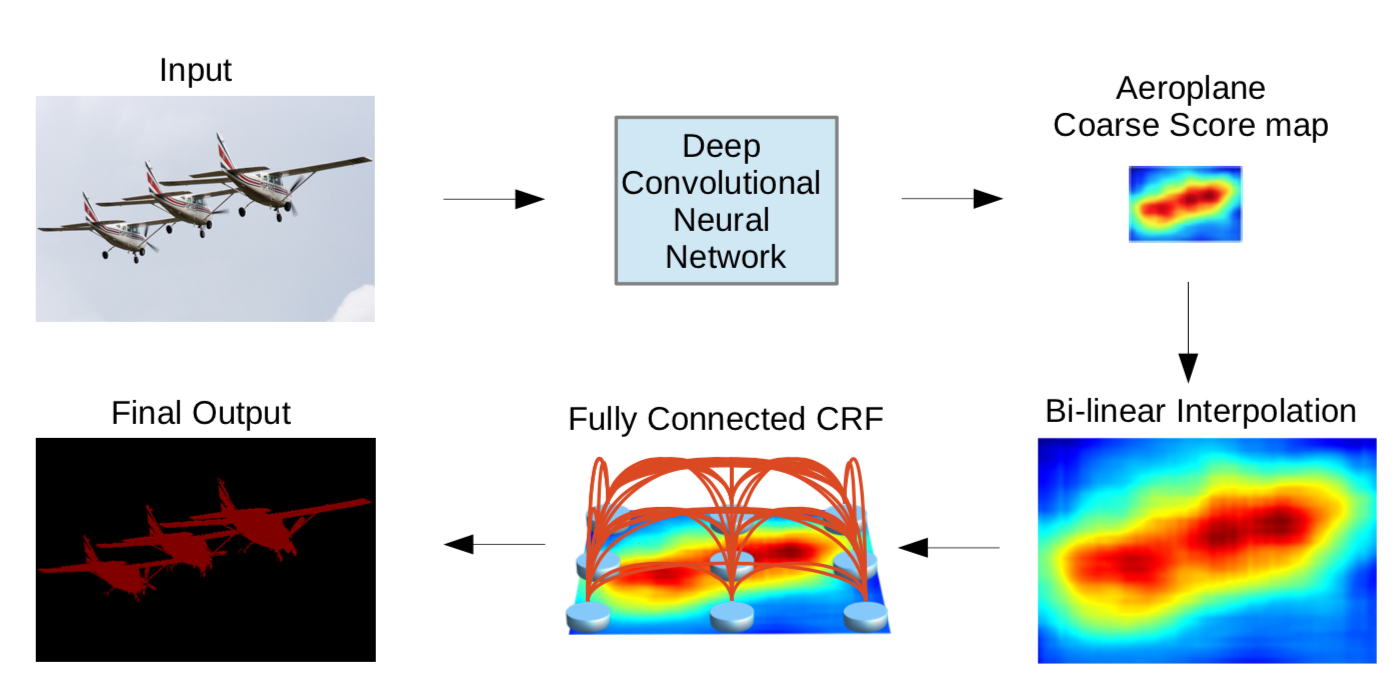 Input
Deep
Convolutional
Neural
Network
Aeroplane
Coarse Score map
Bi-linear Interpolation
Fully Connected CRF
Final Output